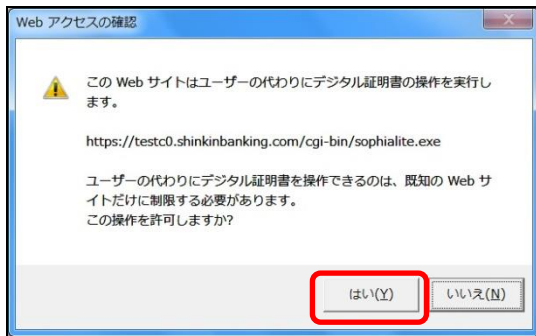 Web アクセスの確認
この Web サイトはユーザーの代わりにデジタル証明書の操作を実行し
ます。
https://testc0.shinkinbanking.com/cgi-bin/sophialite.exe
ユーザーの代わりにデジタル証明書を操作できるのは、既知の Web サ
イトだけに制限する必要があります。
この操作を許可しますか?
はい(Y) いいえ(N)